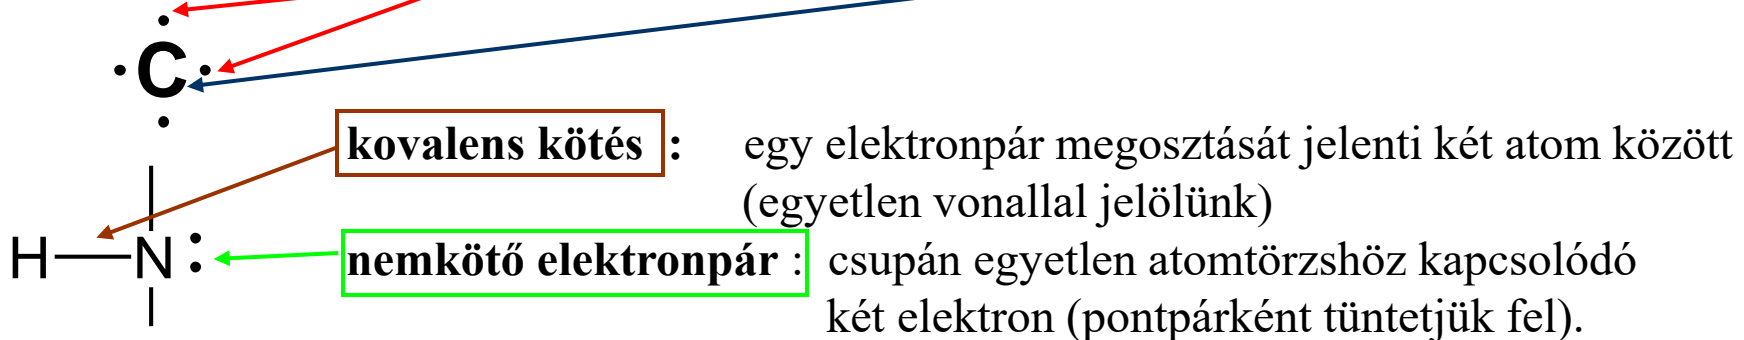 C
kovalens kötés : egy elektronpár megosztását jelenti két atom között
(egyetlen vonallal jelölünk)
H N : nemkötő elektronpár : csupán egyetlen atomtörzshöz kapcsolódó
két elektron (pontpárként tüntetjük fel).